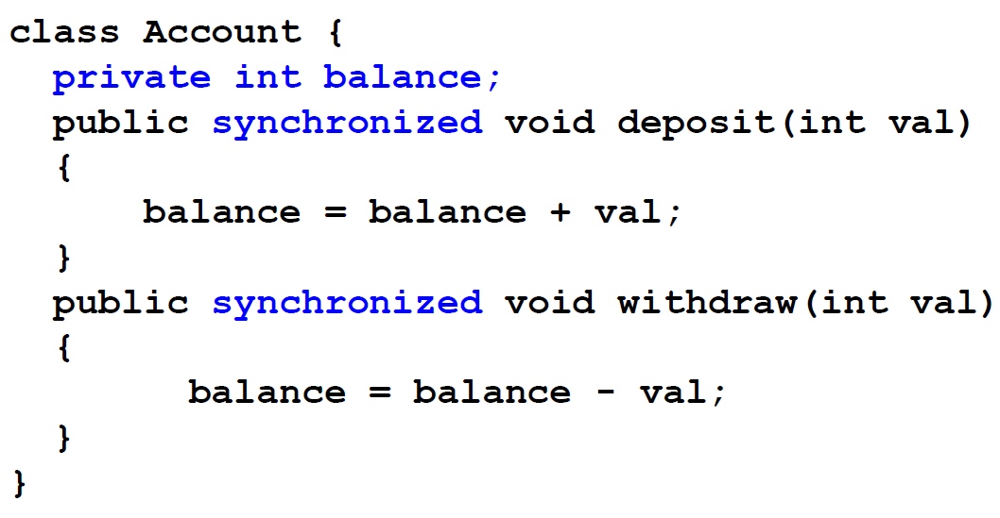 class Account {
  private int balance;
  public synchronized void deposit(int val)
  {
      balance = balance + val;
  }
  public synchronized void withdraw(int val)
  {
        balance = balance - val;
  }
}